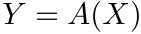 Y = A(X)